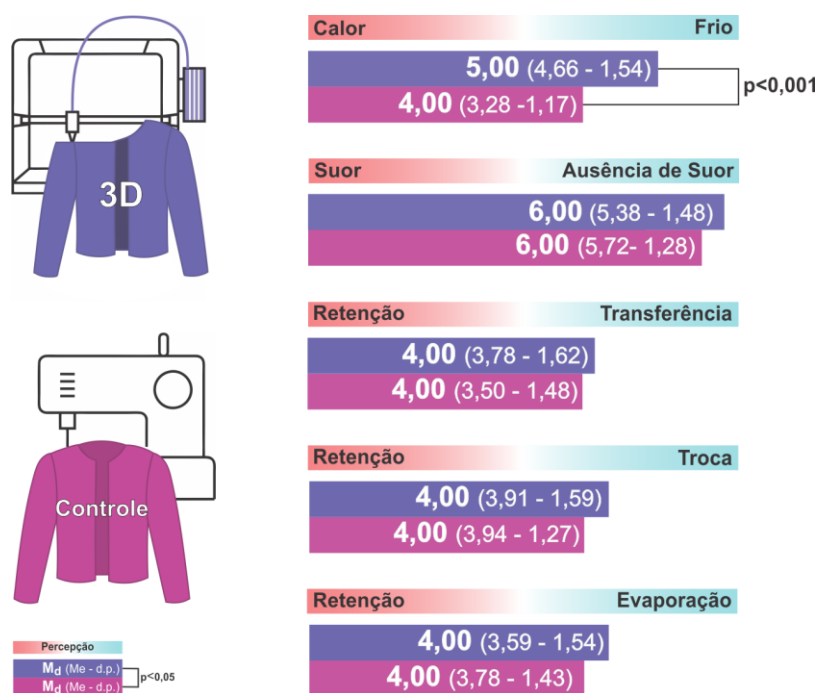 Calor Frio
5,00 (4,66 - 1,54)
4,00 (3,28 -1,17)
p<0,001
3D
Suor Ausência de Suor
6,00 (5,38 - 1,48)
6,00 (5,72- 1,28)
Retenção Transferência
4,00 (3,78 - 1,62)
4,00 (3,50 - 1,48)
Controle
Retenção Troca
4,00 (3,91 - 1,59)
4,00 (3,94 - 1,27)
Retenção Evaporação
4,00 (3,59 - 1,54)
4,00 (3,78 - 1,43)
Percepção
Md (Me - d.p.)
Md (Me - d.p.)
p<0,05